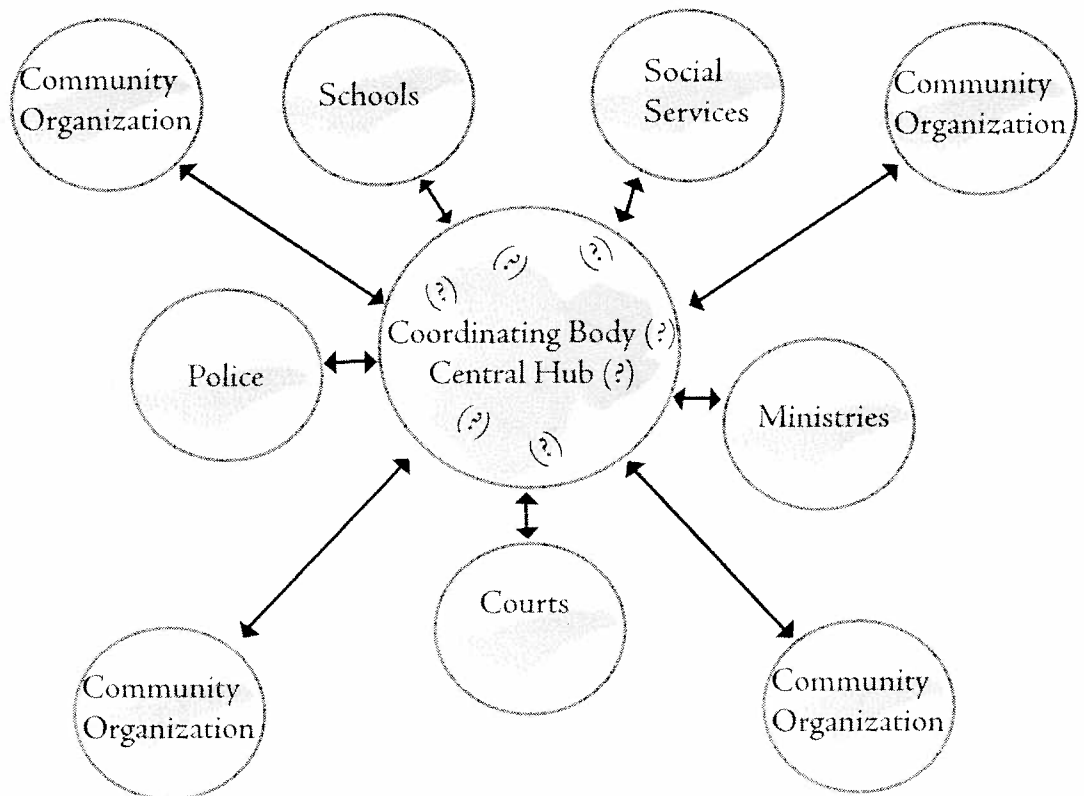 Community
Organization
Schools
Social
Services
Community
Organization
(?)
(?)
(?)
Coordinating Body (?)
Central Hub (?)
(?)
(?)
Police
Ministries
Courts
Community
Organization
Community
Organization